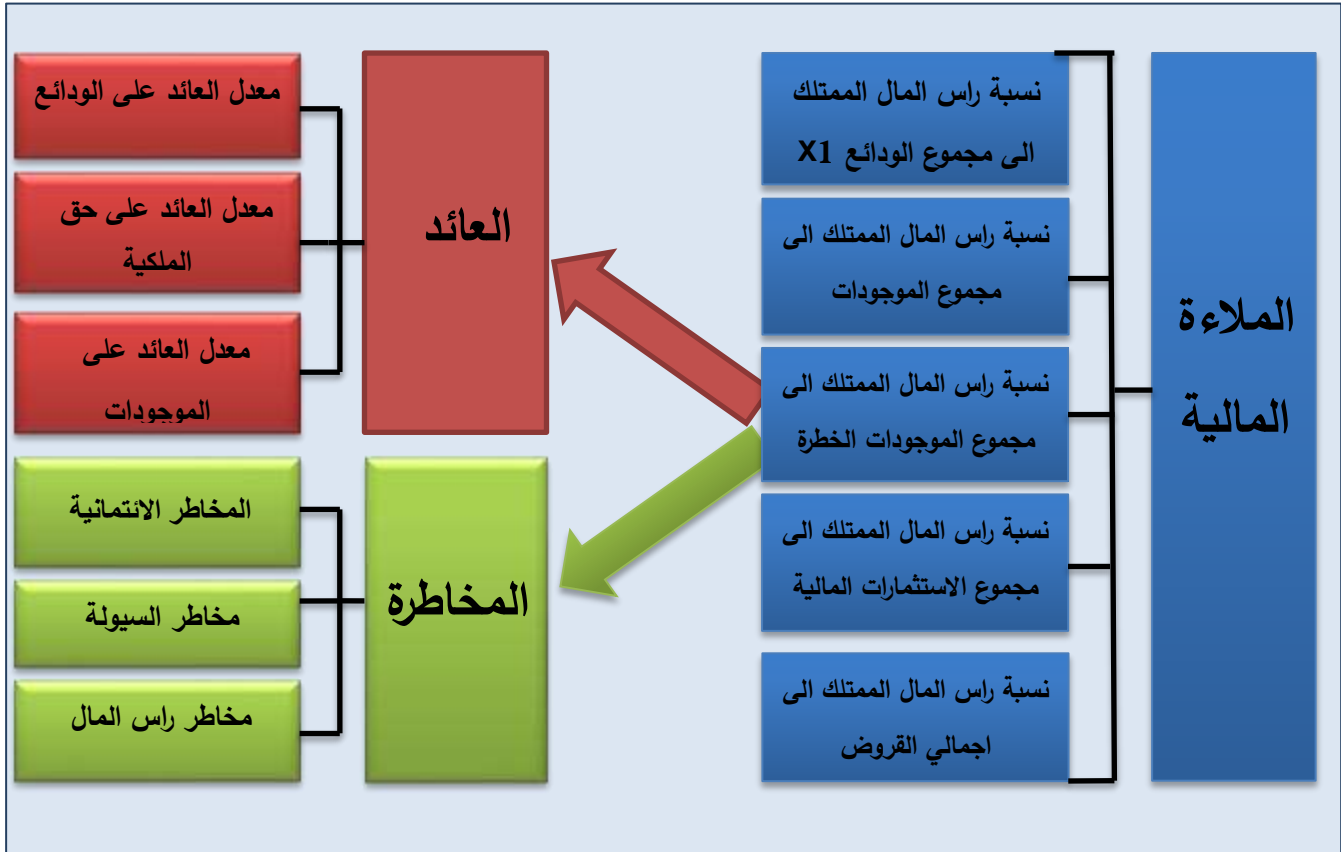 الملاءة
المالية
نسبة راس المال الممتلك
الى مجموع الودائع X1
نسبة راس المال الممتلك الى
مجموع الموجودات
نسبة راس المال الممتلك الى
مجموع الموجودات الخطرة
نسبة راس المال الممتلك الى
مجموع الاستثمارات المالية
نسبة راس المال الممتلك الى
اجمالي القروض
العائد
معدل العائد على الودائع
معدل العائد على حق
الملكية
معدل العائد على
الموجودات
المخاطرة
المخاطر الائتمانية
مخاطر السيولة
مخاطر راس المال